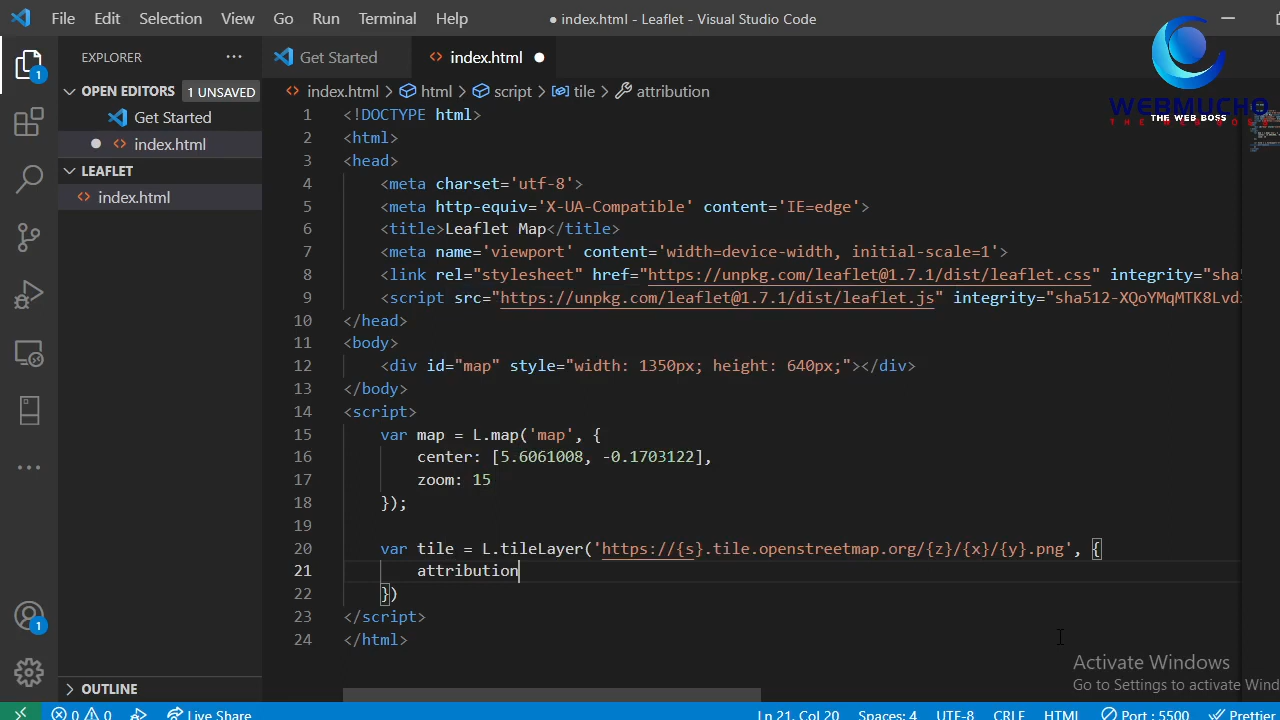 File Edit Selection View Go Run Terminal Help ● index.html - Leaflet - Visual Studio Code
EXPLORER ··· Get Started index.html ●
OPEN EDITORS 1 UNSAVED
Get Started
● index.html
LEAFLET
index.html
OUTLINE
1
1
index.html > html > script > tile > attribution
WEBMUCHO
THE WEB BOSS
THE WEB BOSS
1 <!DOCTYPE html>
2 <html>
3 <head>
4 <meta charset='utf-8'>
5 <meta http-equiv='X-UA-Compatible' content='IE=edge'>
6 <title>Leaflet Map</title>
7 <meta name='viewport' content='width=device-width, initial-scale=1'>
8 <link rel="stylesheet" href="https://unpkg.com/leaflet@1.7.1/dist/leaflet.css" integrity="sha5
9 <script src="https://unpkg.com/leaflet@1.7.1/dist/leaflet.js" integrity="sha512-XQoYMqMTK8Lvd
10 </head>
11 <body>
12 <div id="map" style="width: 1350px; height: 640px;"></div>
13 </body>
14 <script>
15 var map = L.map('map', {
16 center: [5.6061008, -0.1703122],
17 zoom: 15
18 });
19
20 var tile = L.tileLayer('https://{s}.tile.openstreetmap.org/{z}/{x}/{y}.png', {
21 attribution
22 })
23 </script>
24 </html>
Activate Windows
Go to Settings to activate Wind
0 0 Live Share Ln 21, Col 20 Spaces: 4 UTF-8 CRLF HTML Port : 5500 Prettier